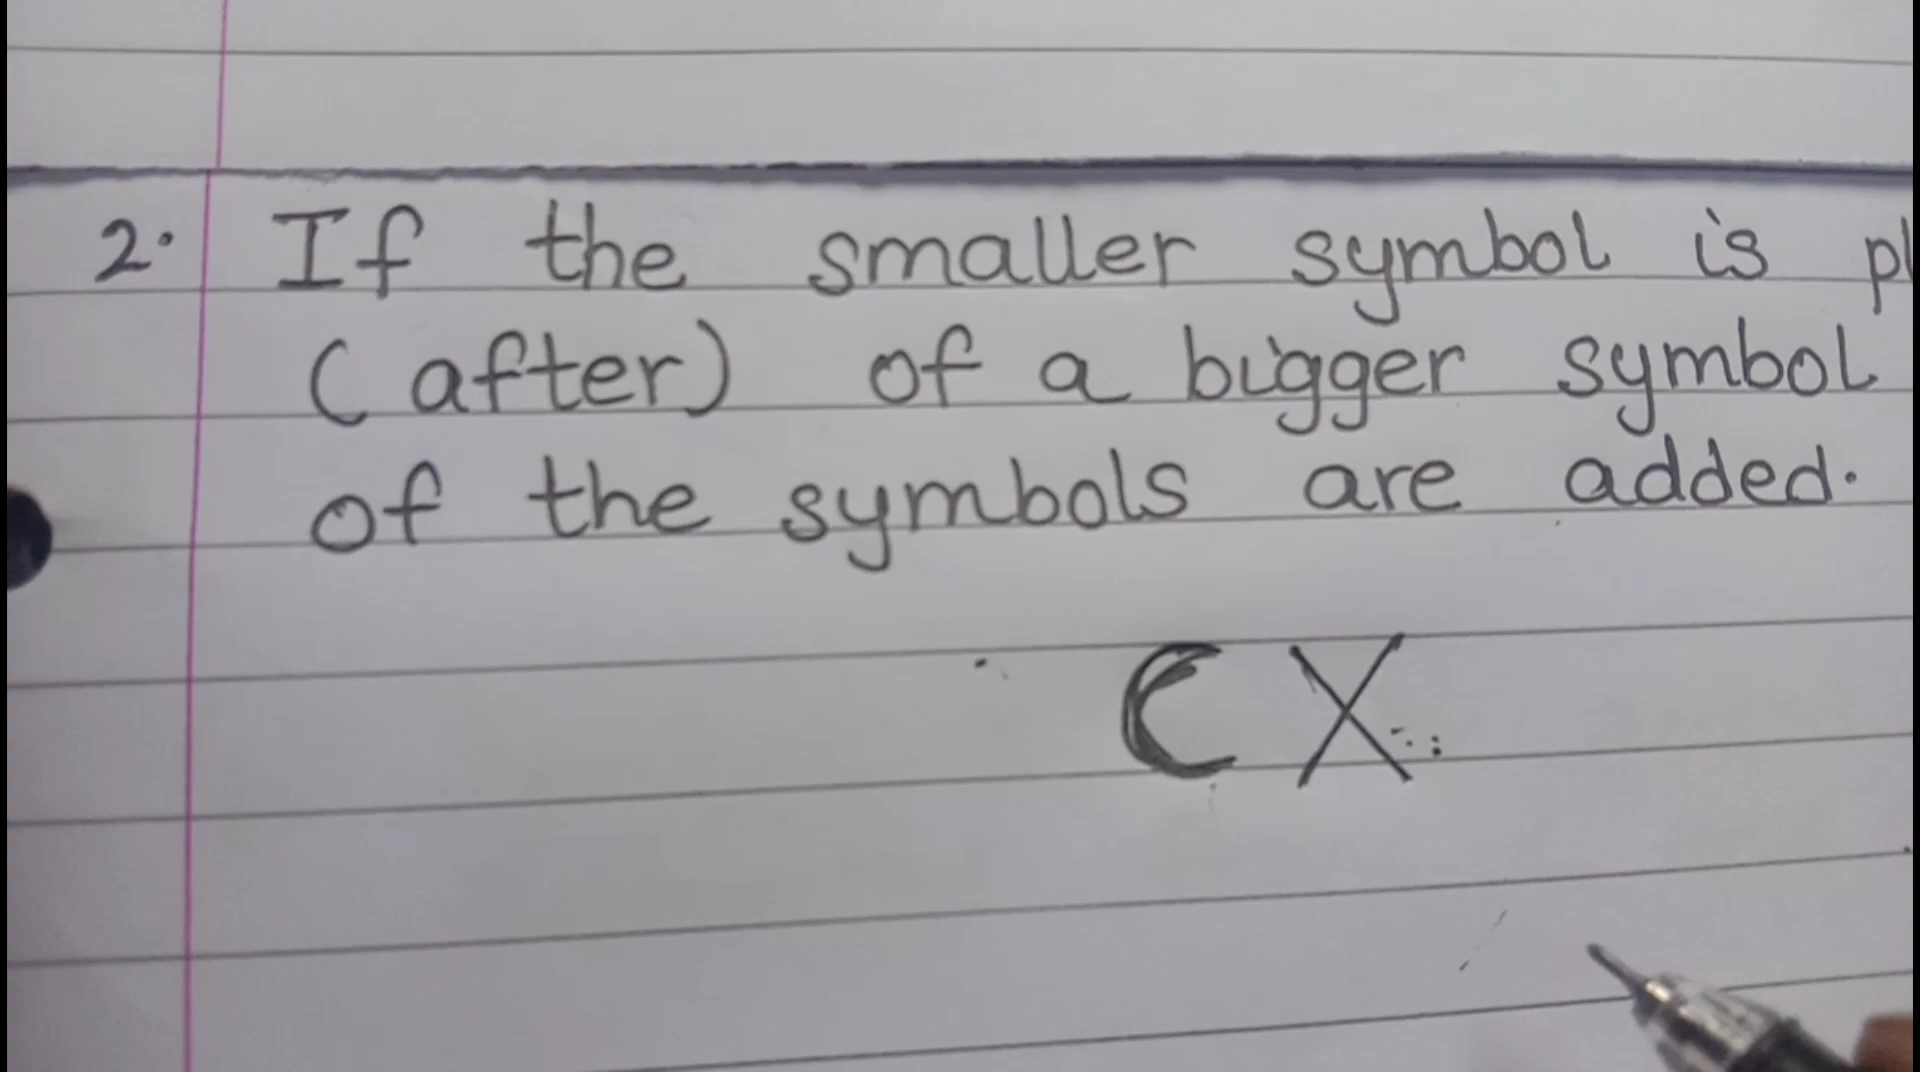 2. If the smaller symbol is
(after) of a bigger symbol
of the symbols are added.
CX